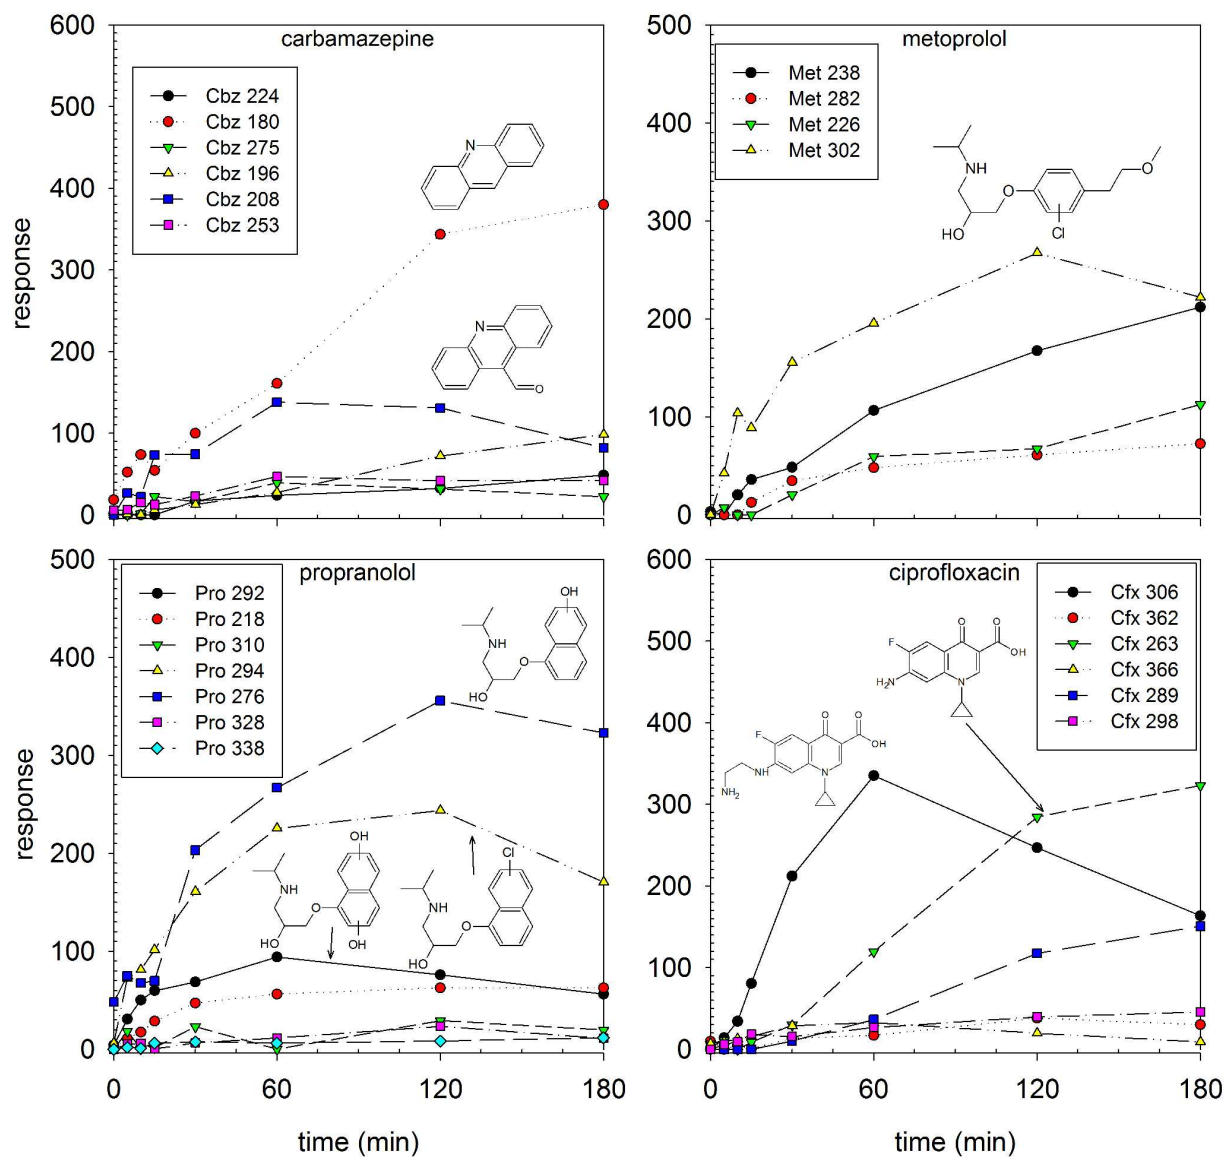 carbamazepine
600
500
400
300
200
100
0
response
Cbz 224
Cbz 180
Cbz 275
Cbz 196
Cbz 208
Cbz 253
N
N
O
metoprolol
500
400
300
200
100
0
Met 238
Met 282
Met 226
Met 302
NH
O
O
HO
Cl
propranolol
500
400
300
200
100
0
response
Pro 292
Pro 218
Pro 310
Pro 294
Pro 276
Pro 328
Pro 338
OH
NH
O
HO
OH
NH
O
HO
OH
Cl
NH
O
HO
0
60
120
180
time (min)
ciprofloxacin
600
500
400
300
200
100
0
Cfx 306
Cfx 362
Cfx 263
Cfx 366
Cfx 289
Cfx 298
O
O
F
OH
NH2
N
O
O
F
OH
NH
N
NH2
0
60
120
180
time (min)